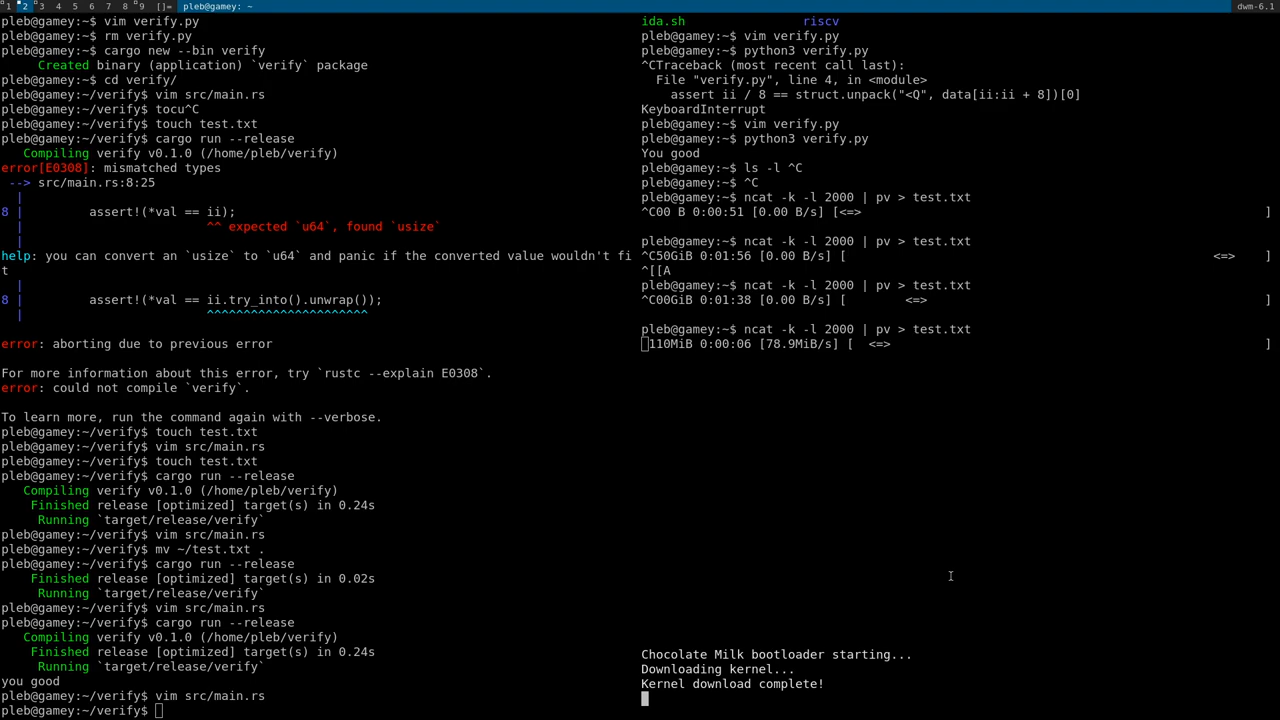 1 2 3 4 5 6 7 8 9 []= pleb@gamey: ~ dwm-6.1
pleb@gamey:~$ vim verify.py
pleb@gamey:~$ rm verify.py
pleb@gamey:~$ cargo new --bin verify
     Created binary (application) `verify` package
pleb@gamey:~$ cd verify/
pleb@gamey:~/verify$ vim src/main.rs
pleb@gamey:~/verify$ tocu^C
pleb@gamey:~/verify$ touch test.txt
pleb@gamey:~/verify$ cargo run --release
   Compiling verify v0.1.0 (/home/pleb/verify)
error[E0308]: mismatched types
 --> src/main.rs:8:25
  |
8 |         assert!(*val == ii);
  |                         ^^ expected `u64`, found `usize`
  |
help: you can convert an `usize` to `u64` and panic if the converted value wouldn't fi
t
  |
8 |         assert!(*val == ii.try_into().unwrap());
  |                         ^^^^^^^^^^^^^^^^^^^^^^
error: aborting due to previous error
For more information about this error, try `rustc --explain E0308`.
error: could not compile `verify`.
To learn more, run the command again with --verbose.
pleb@gamey:~/verify$ touch test.txt
pleb@gamey:~/verify$ vim src/main.rs
pleb@gamey:~/verify$ touch test.txt
pleb@gamey:~/verify$ cargo run --release
   Compiling verify v0.1.0 (/home/pleb/verify)
    Finished release [optimized] target(s) in 0.24s
     Running `target/release/verify`
pleb@gamey:~/verify$ vim src/main.rs
pleb@gamey:~/verify$ mv ~/test.txt .
pleb@gamey:~/verify$ cargo run --release
    Finished release [optimized] target(s) in 0.02s
     Running `target/release/verify`
pleb@gamey:~/verify$ vim src/main.rs
pleb@gamey:~/verify$ cargo run --release
   Compiling verify v0.1.0 (/home/pleb/verify)
    Finished release [optimized] target(s) in 0.24s
     Running `target/release/verify`
you good
pleb@gamey:~/verify$ vim src/main.rs
pleb@gamey:~/verify$
ida.sh               riscv
pleb@gamey:~$ vim verify.py
pleb@gamey:~$ python3 verify.py
^CTraceback (most recent call last):
  File "verify.py", line 4, in <module>
    assert ii / 8 == struct.unpack("<Q", data[ii:ii + 8])[0]
KeyboardInterrupt
pleb@gamey:~$ vim verify.py
pleb@gamey:~$ python3 verify.py
You good
pleb@gamey:~$ ls -l ^C
pleb@gamey:~$ ^C
pleb@gamey:~$ ncat -k -l 2000 | pv > test.txt
^C00 B 0:00:51 [0.00 B/s] [<=> ]
pleb@gamey:~$ ncat -k -l 2000 | pv > test.txt
^C50GiB 0:01:56 [0.00 B/s] [ <=> ]
^[[A
pleb@gamey:~$ ncat -k -l 2000 | pv > test.txt
^C00GiB 0:01:38 [0.00 B/s] [ <=> ]
pleb@gamey:~$ ncat -k -l 2000 | pv > test.txt
110MiB 0:00:06 [78.9MiB/s] [ <=> ]
Chocolate Milk bootloader starting...
Downloading kernel...
Kernel download complete!